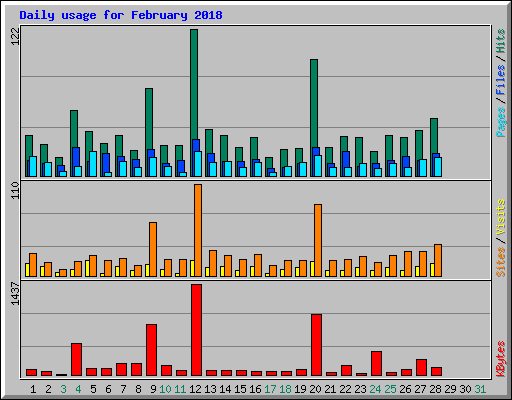 Daily usage for February 2018
122
Pages / Files / Hits
110
Sites / Visits
1437
KBytes
1 2 3 4 5 6 7 8 9 10 11 12 13 14 15 16 17 18 19 20 21 22 23 24 25 26 27 28 29 30 31